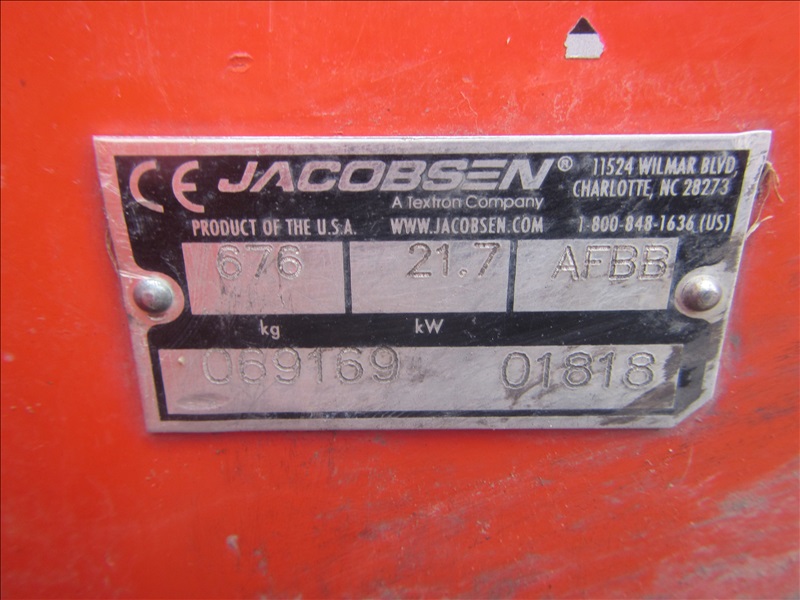 CE JACOBSEN® 11524 WILMAR BLVD,
A Textron Company CHARLOTTE, NC 28273
PRODUCT OF THE U.S.A. WWW.JACOBSEN.COM 1-800-848-1636 (US)
676 21.7 AFBB
kg kW
069169 01818